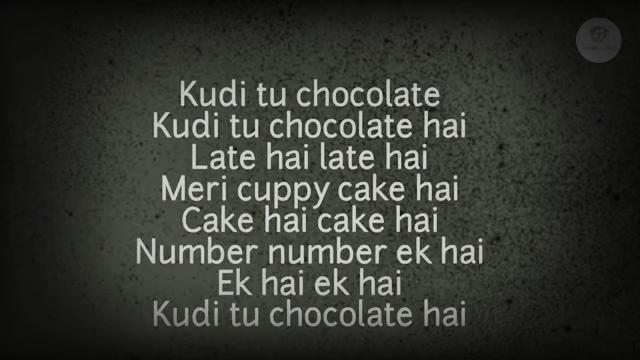 Kudi tu chocolate
Kudi tu chocolate hai
Late hai late hai
Meri cuppy cake hai
Cake hai cake hai
Number number ek hai
Ek hai ek hai
Kudi tu chocolate hai